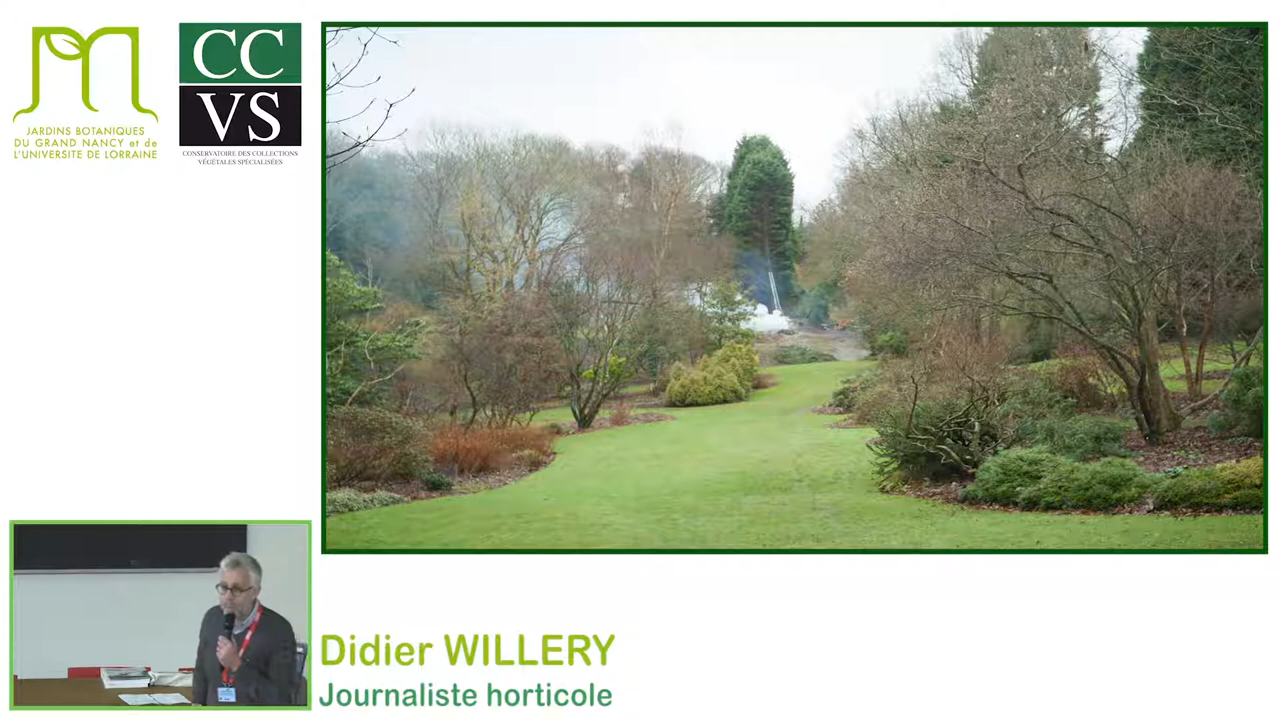 JARDINS BOTANIQUES
DU GRAND NANCY et de
L'UNIVERSITE DE LORRAINE
CC
VS
CONSERVATOIRE DES COLLECTIONS
VÉGÉTALES SPÉCIALISÉES
Didier WILLERY
Journaliste horticole